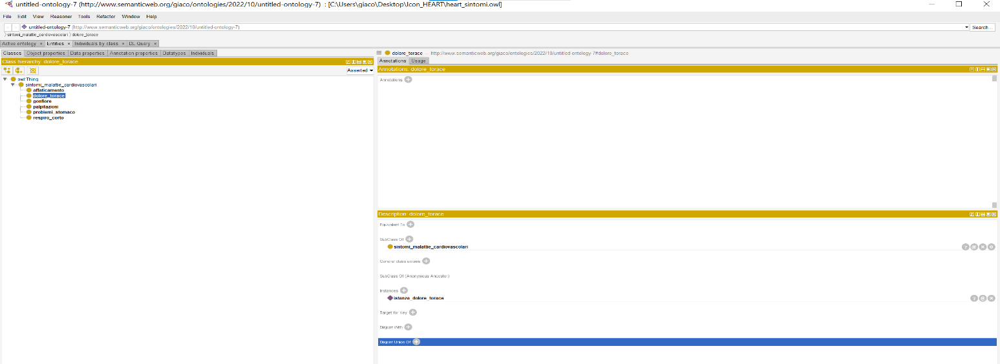 untitled-ontology-7 (http://www.semanticweb.org/giaco/ontologies/2022/10/untitled-ontology-7) : [C:\Users\giaco\Desktop\Icon_HEART\heart_sintomi.owl]
File Edit View Reasoner Tools Refactor Window Help
untitled-ontology-7 (http://www.semanticweb.org/giaco/ontologies/2022/10/untitled-ontology-7) Search...
sintomi_malattie_cardiovascolari dolore_torace
Active ontology × Entities × Individuals by class × DL Query ×
Classes Object properties Data properties Annotation properties Datatypes Individuals
Class hierarchy: dolore_torace
Asserted
owl:Thing
sintomi_malattie_cardiovascolari
affaticamento
dolore_torace
gonfiore
palpitazioni
problemi_stomaco
respiro_corto
dolore_torace — http://www.semanticweb.org/giaco/ontologies/2022/10/untitled-ontology-7#dolore_torace
Annotations Usage
Annotations: dolore_torace
Annotations
Description: dolore_torace
Equivalent To
SubClass Of
sintomi_malattie_cardiovascolari
General class axioms
SubClass Of (Anonymous Ancestor)
Instances
istanza_dolore_torace
Target for Key
Disjoint With
Disjoint Union Of